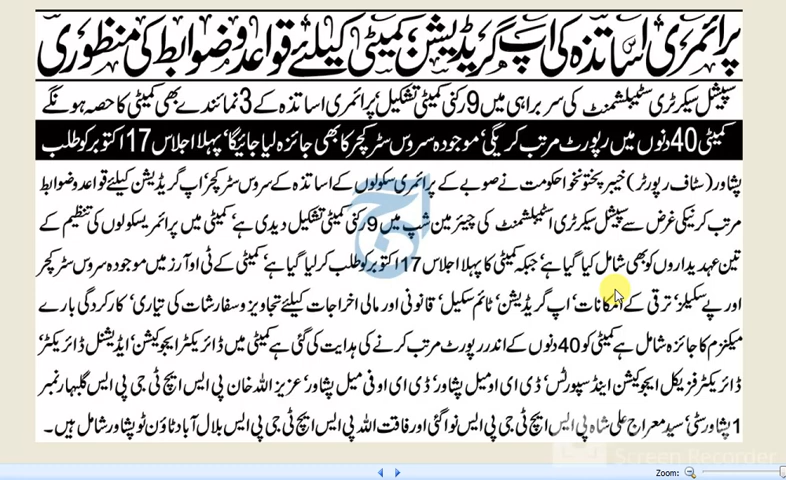 پرائمری اساتذہ کی اپ گریڈیشن، کمیٹی کیلئے قواعد و ضوابط کی منظوری
سپیشل سیکرٹری سٹیبلشمنٹ کی سربراہی میں 9 رکنی کمیٹی تشکیل، پرائمری اساتذہ کے 3 نمائندے بھی کمیٹی کا حصہ ہونگے
کمیٹی 40 دنوں میں رپورٹ مرتب کریگی، موجودہ سروس سٹرکچر کا بھی جائزہ لیا جائیگا، پہلا اجلاس 17 اکتوبر کو طلب
پشاور (سٹاف رپورٹر) خیبر پختونخوا حکومت نے صوبے کے پرائمری سکولوں کے اساتذہ کے سروس سٹرکچر، اپ گریڈیشن کیلئے قواعد و ضوابط
مرتب کرنیکی غرض سے سپیشل سیکرٹری اسٹیبلشمنٹ کی چیئرمین شپ میں 9 رکنی کمیٹی تشکیل دیدی ہے، کمیٹی میں پرائمری سکولوں کی تنظیم کے
تین عہدیداروں کو بھی شامل کیا گیا ہے، جبکہ کمیٹی کا پہلا اجلاس 17 اکتوبر کو طلب کرلیا گیا ہے، کمیٹی کے ٹی او آرز میں موجودہ سروس سٹرکچر
اور پے سکیلز، ترقی کے امکانات، اپ گریڈیشن، ٹائم سکیل، قانونی اور مالی اخراجات کیلئے تجاویز و سفارشات کی تیاری، کارکردگی بارے
میکنزم کا جائزہ شامل ہے کمیٹی کو 40 دنوں کے اندر رپورٹ مرتب کرنے کی ہدایت کی گئی ہے کمیٹی میں ڈائریکٹر ایجوکیشن، ایڈیشنل ڈائریکٹر،
ڈائریکٹر فزیکل ایجوکیشن اینڈ سپورٹس، ڈی ای او میل پشاور، ڈی ای او فی میل پشاور، عزیز اللہ خان پی ایس ایچ ٹی جی پی ایس گلبہار نمبر
1 پشاور سٹی، سید معراج علی شاہ پی ایس ایچ ٹی جی پی ایس نوا گئی اور رفاقت اللہ پی ایس ایچ ٹی جی پی ایس بلال آباد ٹاؤن ٹو پشاور شامل ہیں۔
Screen Recorder
Zoom: